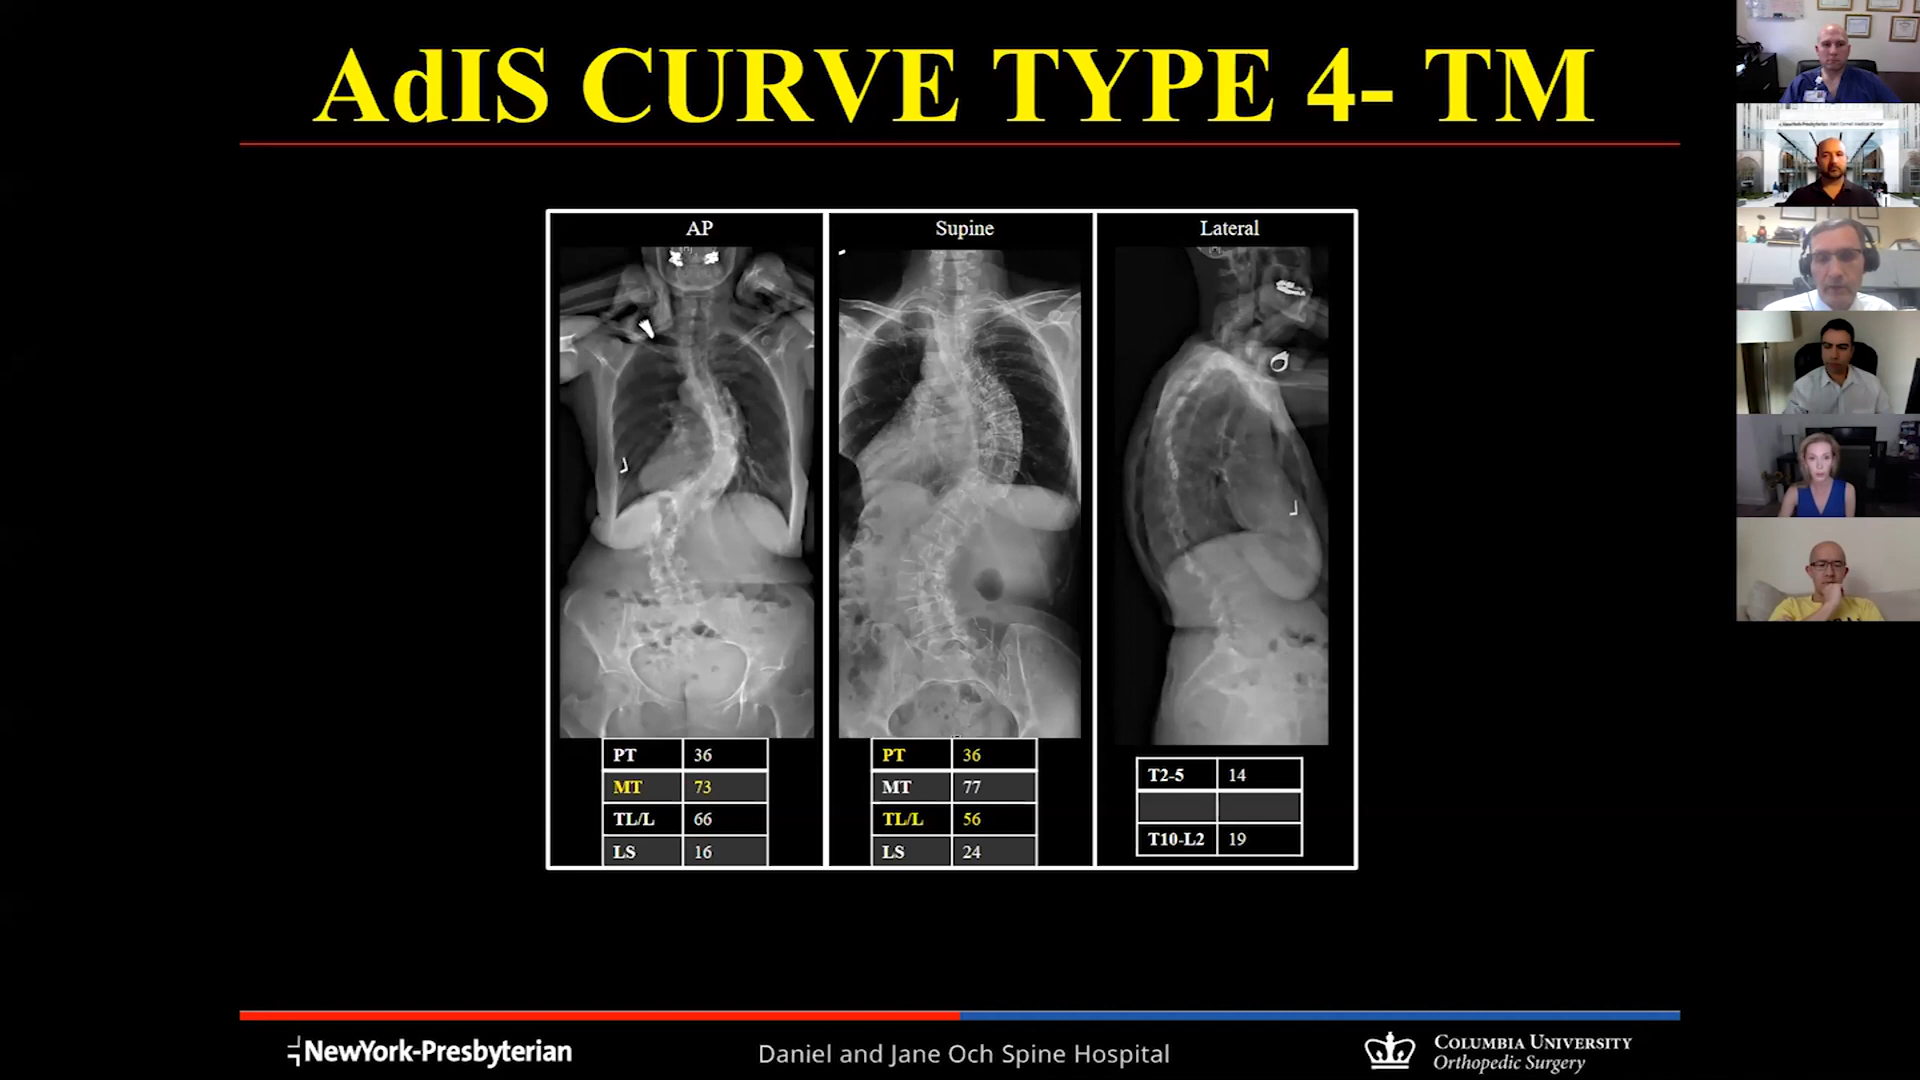 AdIS CURVE TYPE 4- TM
AP
Supine
Lateral
PT 36
MT 73
TL/L 66
LS 16
PT 36
MT 77
TL/L 56
LS 24
T2-5 14
T10-L2 19
NewYork-Presbyterian
Daniel and Jane Och Spine Hospital
COLUMBIA UNIVERSITY
Orthopedic Surgery